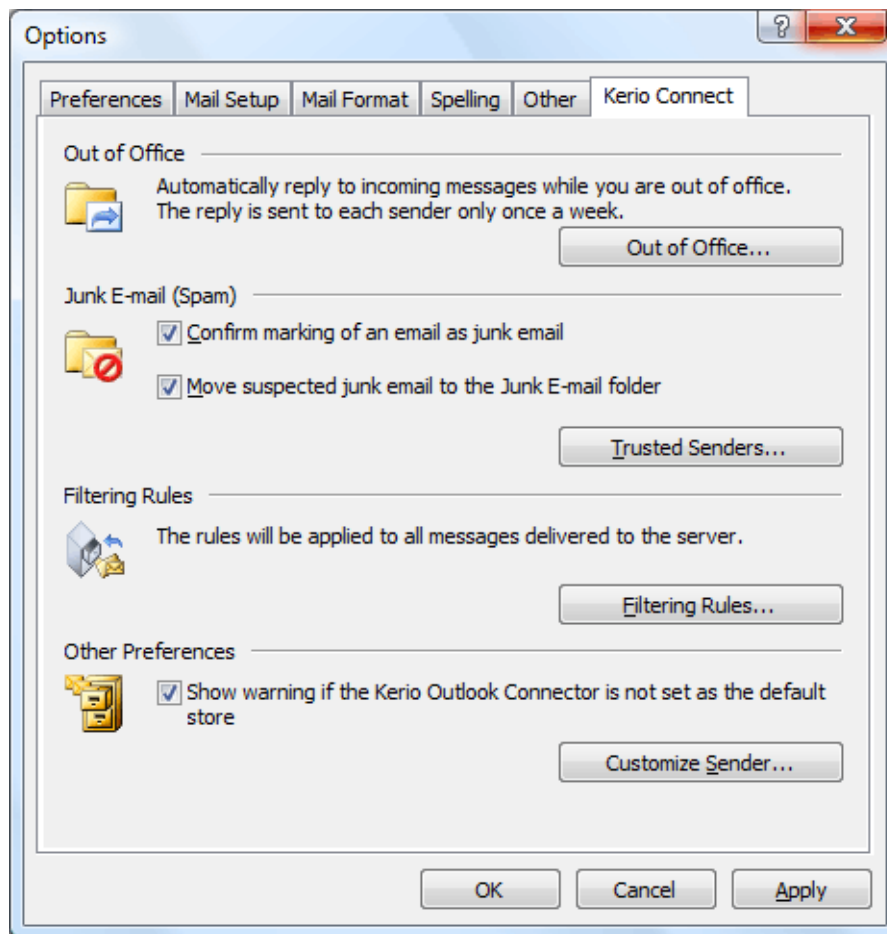 Options
Preferences
Mail Setup
Mail Format
Spelling
Other
Kerio Connect
Out of Office
Automatically reply to incoming messages while you are out of office.
The reply is sent to each sender only once a week.
Out of Office...
Junk E-mail (Spam)
Confirm marking of an email as junk email
Move suspected junk email to the Junk E-mail folder
Trusted Senders...
Filtering Rules
The rules will be applied to all messages delivered to the server.
Filtering Rules...
Other Preferences
Show warning if the Kerio Outlook Connector is not set as the default
store
Customize Sender...
OK
Cancel
Apply